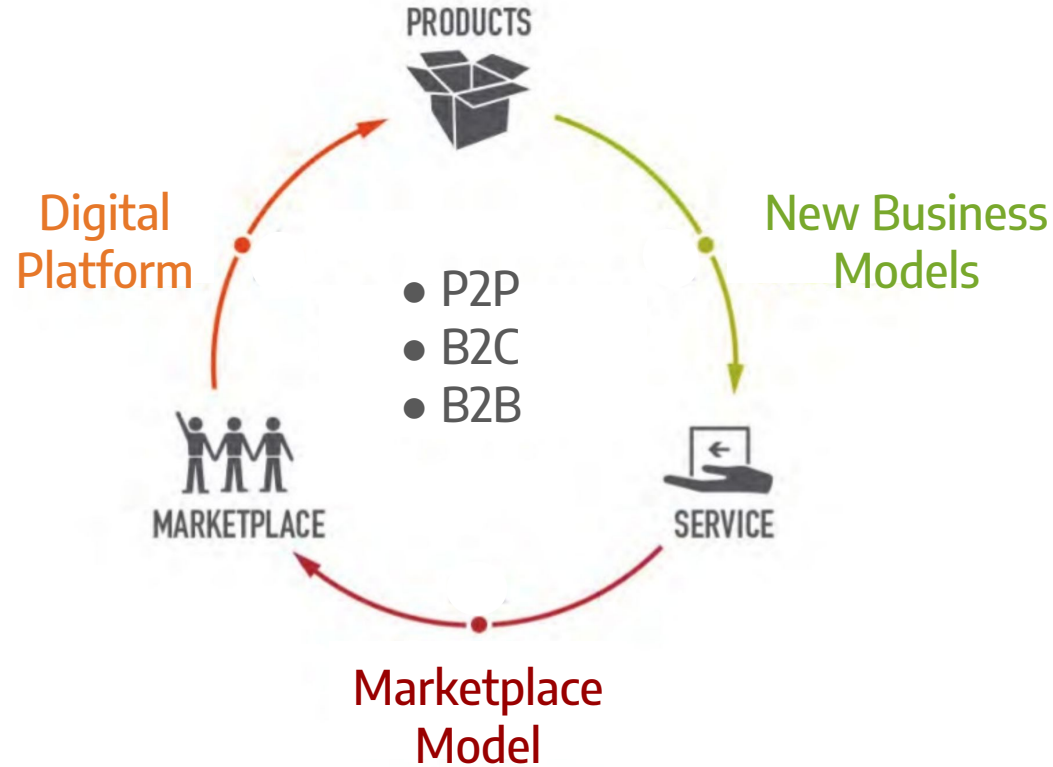 PRODUCTS
Digital
Platform
New Business
Models
● P2P
● B2C
● B2B
MARKETPLACE
SERVICE
Marketplace
Model